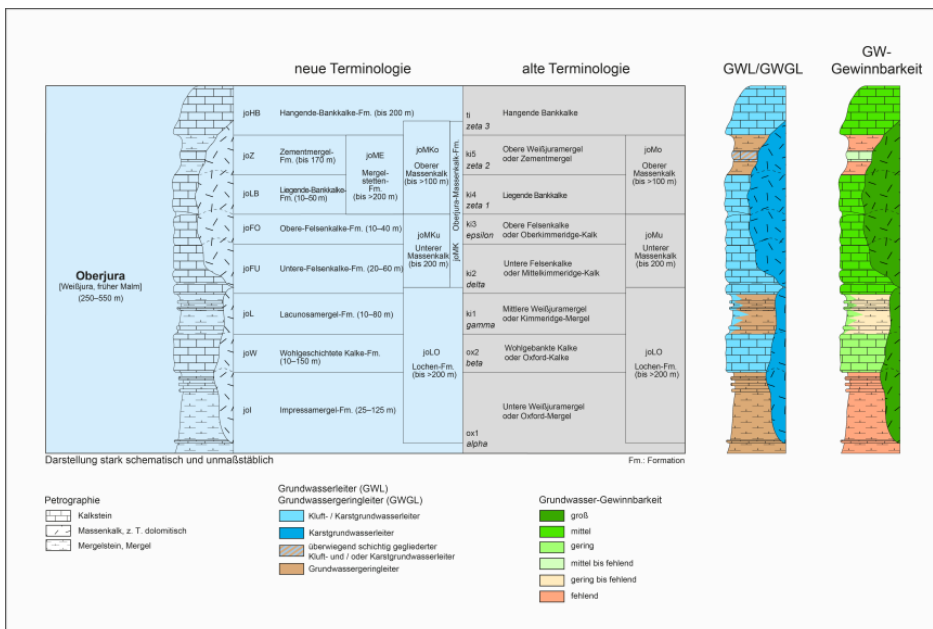 neue Terminologie
alte Terminologie
GWL/GWGL
GW-
Gewinnbarkeit
Oberjura
[Weißjura, früher Malm]
(250–550 m)
joHB
Hangende-Bankkalke-Fm. (bis 200 m)
joZ
Zementmergel-
Fm. (bis 170 m)
joLB
Liegende-Bankkalke-
Fm. (10–50 m)
joME
Mergel-
stetten-
Fm.
(bis >200 m)
joMKo
Oberer
Massenkalk
(bis >100 m)
joMK
Oberjura-Massenkalk-Fm.
joFO
Obere-Felsenkalke-Fm. (10–40 m)
joFU
Untere-Felsenkalke-Fm. (20–60 m)
joMKu
Unterer
Massenkalk
(bis 200 m)
joL
Lacunosamergel-Fm. (10–80 m)
joW
Wohlgeschichtete Kalke-Fm.
(10–150 m)
joLO
Lochen-Fm.
(bis >200 m)
joI
Impressamergel-Fm. (25–125 m)
ti
zeta 3
Hangende Bankkalke
ki5
zeta 2
Obere Weißjuramergel
oder Zementmergel
ki4
zeta 1
Liegende Bankkalke
joMo
Oberer
Massenkalk
(bis >100 m)
ki3
epsilon
Obere Felsenkalke
oder Oberkimmeridge-Kalk
ki2
delta
Untere Felsenkalke
oder Mittelkimmeridge-Kalk
joMu
Unterer
Massenkalk
(bis 200 m)
ki1
gamma
Mittlere Weißjuramergel
oder Kimmeridge-Mergel
ox2
beta
Wohlgebankte Kalke
oder Oxford-Kalke
joLO
Lochen-Fm.
(bis >200 m)
ox1
alpha
Untere Weißjuramergel
oder Oxford-Mergel
Darstellung stark schematisch und unmaßstäblich
Fm.: Formation
Petrographie
Kalkstein
Massenkalk, z. T. dolomitisch
Mergelstein, Mergel
Grundwasserleiter (GWL)
Grundwassergeringleiter (GWGL)
Kluft- / Karstgrundwasserleiter
Karstgrundwasserleiter
überwiegend schichtig gegliederter
Kluft- und / oder Karstgrundwasserleiter
Grundwassergeringleiter
Grundwasser-Gewinnbarkeit
groß
mittel
gering
mittel bis fehlend
gering bis fehlend
fehlend